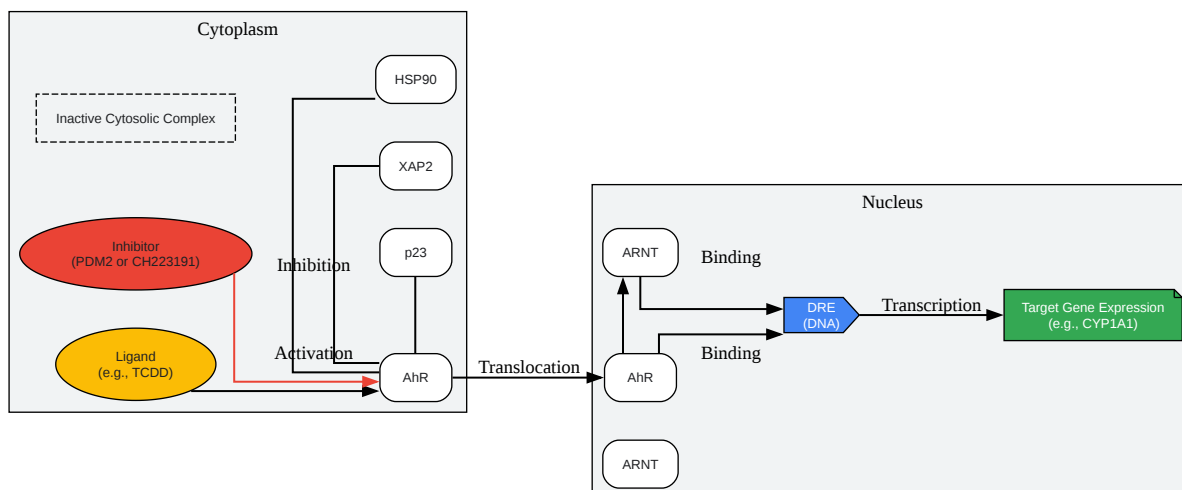 Cytoplasm
HSP90
Inactive Cytosolic Complex
XAP2
Inhibitor
(PDM2 or CH223191)
p23
Inhibition
Ligand
(e.g., TCDD)
Activation
AhR
Translocation
Nucleus
ARNT
Binding
DRE
(DNA)
Transcription
Target Gene Expression
(e.g., CYP1A1)
Binding
AhR
ARNT